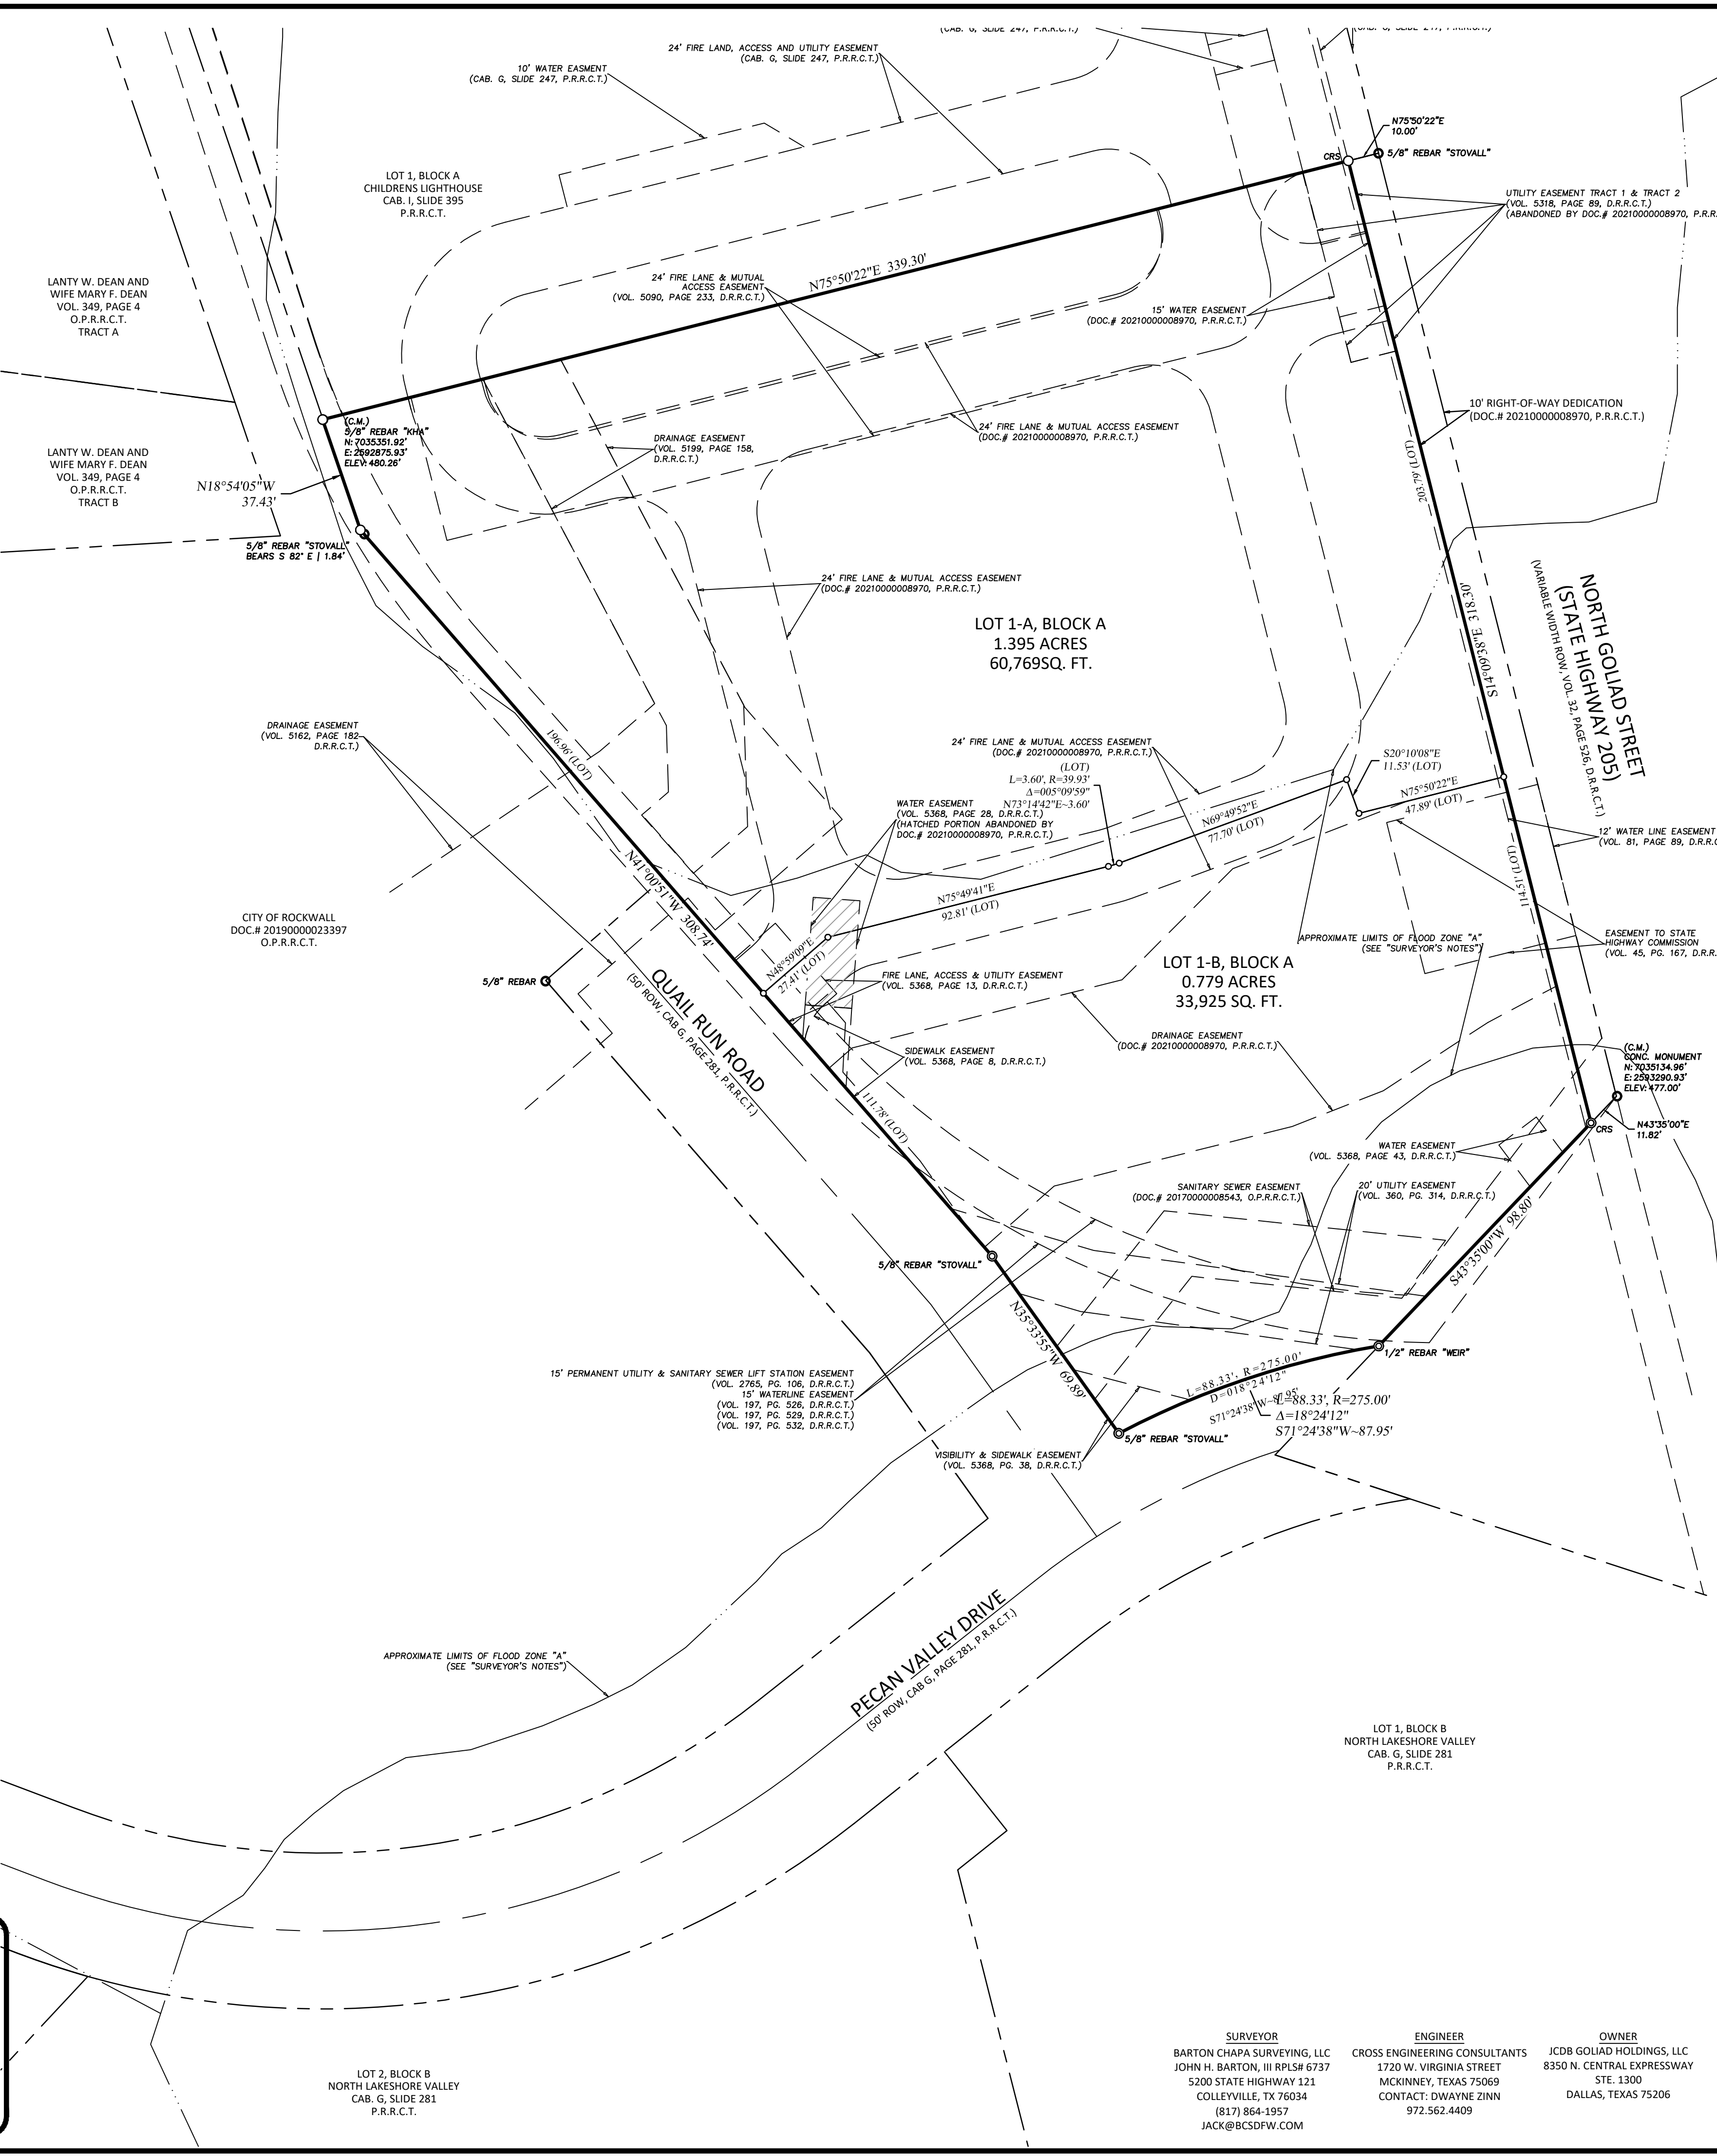 24' FIRE LAND, ACCESS AND UTILITY EASEMENT
(CAB. G, SLIDE 247, P.R.R.C.T.)
10' WATER EASMENT
(CAB. G, SLIDE 247, P.R.R.C.T.)
(CAB. G, SLIDE 247, P.R.R.C.T.)
N75°50'22"E
10.00'
CRS
5/8" REBAR "STOVALL"
LOT 1, BLOCK A
CHILDRENS LIGHTHOUSE
CAB. I, SLIDE 395
P.R.R.C.T.
UTILITY EASEMENT TRACT 1 & TRACT 2
(VOL. 5318, PAGE 89, D.R.R.C.T.)
(ABANDONED BY DOC.# 20210000008970, P.R.R.
LANTY W. DEAN AND
WIFE MARY F. DEAN
VOL. 349, PAGE 4
O.P.R.R.C.T.
TRACT A
24' FIRE LANE & MUTUAL
ACCESS EASEMENT
(VOL. 5090, PAGE 233, D.R.R.C.T.)
N75°50'22"E 339.30'
15' WATER EASEMENT
(DOC.# 20210000008970, P.R.R.C.T.)
10' RIGHT-OF-WAY DEDICATION
(DOC.# 20210000008970, P.R.R.C.T.)
(C.M.)
5/8" REBAR "KHA"
N: 7035351.92'
E: 2592875.93'
ELEV: 480.26'
24' FIRE LANE & MUTUAL ACCESS EASEMENT
(DOC.# 20210000008970, P.R.R.C.T.)
DRAINAGE EASEMENT
(VOL. 5199, PAGE 158,
D.R.R.C.T.)
LANTY W. DEAN AND
WIFE MARY F. DEAN
VOL. 349, PAGE 4
O.P.R.R.C.T.
TRACT B
N18°54'05"W
37.43'
203.79' (LOT)
5/8" REBAR "STOVALL"
BEARS S 82° E | 1.84'
24' FIRE LANE & MUTUAL ACCESS EASEMENT
(DOC.# 20210000008970, P.R.R.C.T.)
LOT 1-A, BLOCK A
1.395 ACRES
60,769SQ. FT.
S14°09'38"E 318.30'
NORTH GOLIAD STREET
(STATE HIGHWAY 205)
(VARIABLE WIDTH ROW, VOL. 32, PAGE 526, D.R.R.C.T.)
DRAINAGE EASEMENT
(VOL. 5162, PAGE 182
D.R.R.C.T.)
196.96' (LOT)
24' FIRE LANE & MUTUAL ACCESS EASEMENT
(DOC.# 20210000008970, P.R.R.C.T.)
(LOT)
L=3.60', R=39.93'
Δ=005°09'59"
N73°14'42"E~3.60'
S20°10'08"E
11.53' (LOT)
N75°50'22"E
47.89' (LOT)
WATER EASEMENT
(VOL. 5368, PAGE 28, D.R.R.C.T.)
(HATCHED PORTION ABANDONED BY
DOC.# 20210000008970, P.R.R.C.T.)
N69°49'52"E
77.70' (LOT)
12' WATER LINE EASEMENT
(VOL. 81, PAGE 89, D.R.R.C
N41°00'51"W 308.74'
N75°49'41"E
92.81' (LOT)
114.51' (LOT)
CITY OF ROCKWALL
DOC.# 20190000023397
O.P.R.R.C.T.
APPROXIMATE LIMITS OF FLOOD ZONE "A"
(SEE "SURVEYOR'S NOTES")
EASEMENT TO STATE
HIGHWAY COMMISSION
(VOL. 45, PG. 167, D.R.R.
N48°59'09"E
27.41' (LOT)
LOT 1-B, BLOCK A
0.779 ACRES
33,925 SQ. FT.
5/8" REBAR
FIRE LANE, ACCESS & UTILITY EASEMENT
(VOL. 5368, PAGE 13, D.R.R.C.T.)
QUAIL RUN ROAD
(50' ROW, CAB G, PAGE 281, P.R.R.C.T.)
DRAINAGE EASEMENT
(DOC.# 20210000008970, P.R.R.C.T.)
SIDEWALK EASEMENT
(VOL. 5368, PAGE 8, D.R.R.C.T.)
(C.M.)
CONC. MONUMENT
N: 7035134.96'
E: 2593290.93'
ELEV: 477.00'
111.78' (LOT)
CRS
N43°35'00"E
11.82'
WATER EASEMENT
(VOL. 5368, PAGE 43, D.R.R.C.T.)
SANITARY SEWER EASEMENT
(DOC.# 20170000008543, O.P.R.R.C.T.)
20' UTILITY EASEMENT
(VOL. 360, PG. 314, D.R.R.C.T.)
S43°35'00"W 98.80'
5/8" REBAR "STOVALL"
N35°33'55"W 69.89'
1/2" REBAR "WEIR"
15' PERMANENT UTILITY & SANITARY SEWER LIFT STATION EASEMENT
(VOL. 2765, PG. 106, D.R.R.C.T.)
15' WATERLINE EASEMENT
(VOL. 197, PG. 526, D.R.R.C.T.)
(VOL. 197, PG. 529, D.R.R.C.T.)
(VOL. 197, PG. 532, D.R.R.C.T.)
L=88.33', R=275.00'
D=018°24'12"
S71°24'38"W~87.95'
L=88.33', R=275.00'
Δ=18°24'12"
S71°24'38"W~87.95'
5/8" REBAR "STOVALL"
VISIBILITY & SIDEWALK EASEMENT
(VOL. 5368, PG. 38, D.R.R.C.T.)
PECAN VALLEY DRIVE
(50' ROW, CAB G, PAGE 281, P.R.R.C.T.)
APPROXIMATE LIMITS OF FLOOD ZONE "A"
(SEE "SURVEYOR'S NOTES")
LOT 1, BLOCK B
NORTH LAKESHORE VALLEY
CAB. G, SLIDE 281
P.R.R.C.T.
LOT 2, BLOCK B
NORTH LAKESHORE VALLEY
CAB. G, SLIDE 281
P.R.R.C.T.
SURVEYOR
BARTON CHAPA SURVEYING, LLC
JOHN H. BARTON, III RPLS# 6737
5200 STATE HIGHWAY 121
COLLEYVILLE, TX 76034
(817) 864-1957
JACK@BCSDFW.COM
ENGINEER
CROSS ENGINEERING CONSULTANTS
1720 W. VIRGINIA STREET
MCKINNEY, TEXAS 75069
CONTACT: DWAYNE ZINN
972.562.4409
OWNER
JCDB GOLIAD HOLDINGS, LLC
8350 N. CENTRAL EXPRESSWAY
STE. 1300
DALLAS, TEXAS 75206